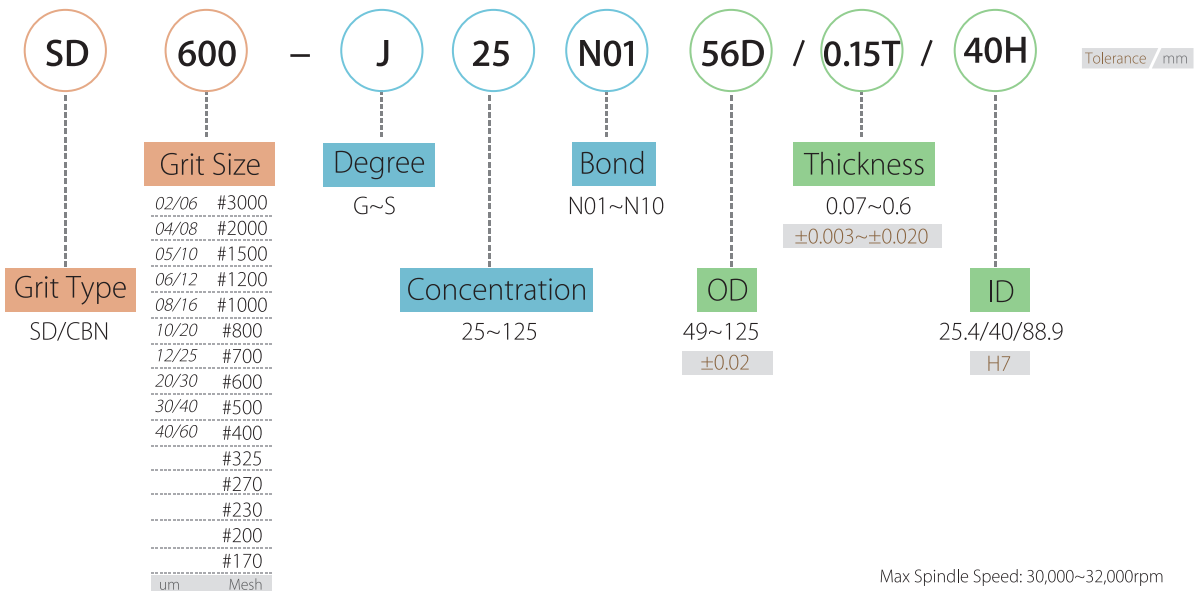 SD 600 – J 25 N01 56D / 0.15T / 40H
Tolerance / mm
Grit Size
02/06 #3000
04/08 #2000
05/10 #1500
06/12 #1200
08/16 #1000
10/20 #800
12/25 #700
20/30 #600
30/40 #500
40/60 #400
#325
#270
#230
#200
#170
um Mesh
Degree
G~S
Bond
N01~N10
Thickness
0.07~0.6
±0.003~±0.020
Grit Type
SD/CBN
Concentration
25~125
OD
49~125
±0.02
ID
25.4/40/88.9
H7
Max Spindle Speed: 30,000~32,000rpm